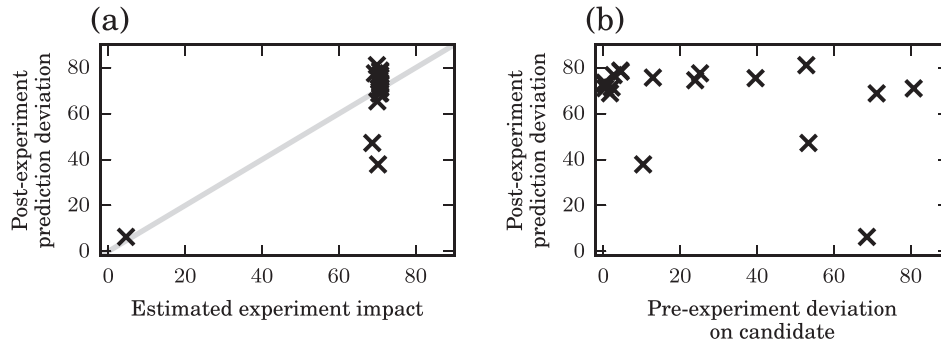 (a)
Post-experiment
prediction deviation
80
60
40
20
0
0 20 40 60 80
Estimated experiment impact
(b)
Post-experiment
prediction deviation
80
60
40
20
0
0 20 40 60 80
Pre-experiment deviation
on candidate